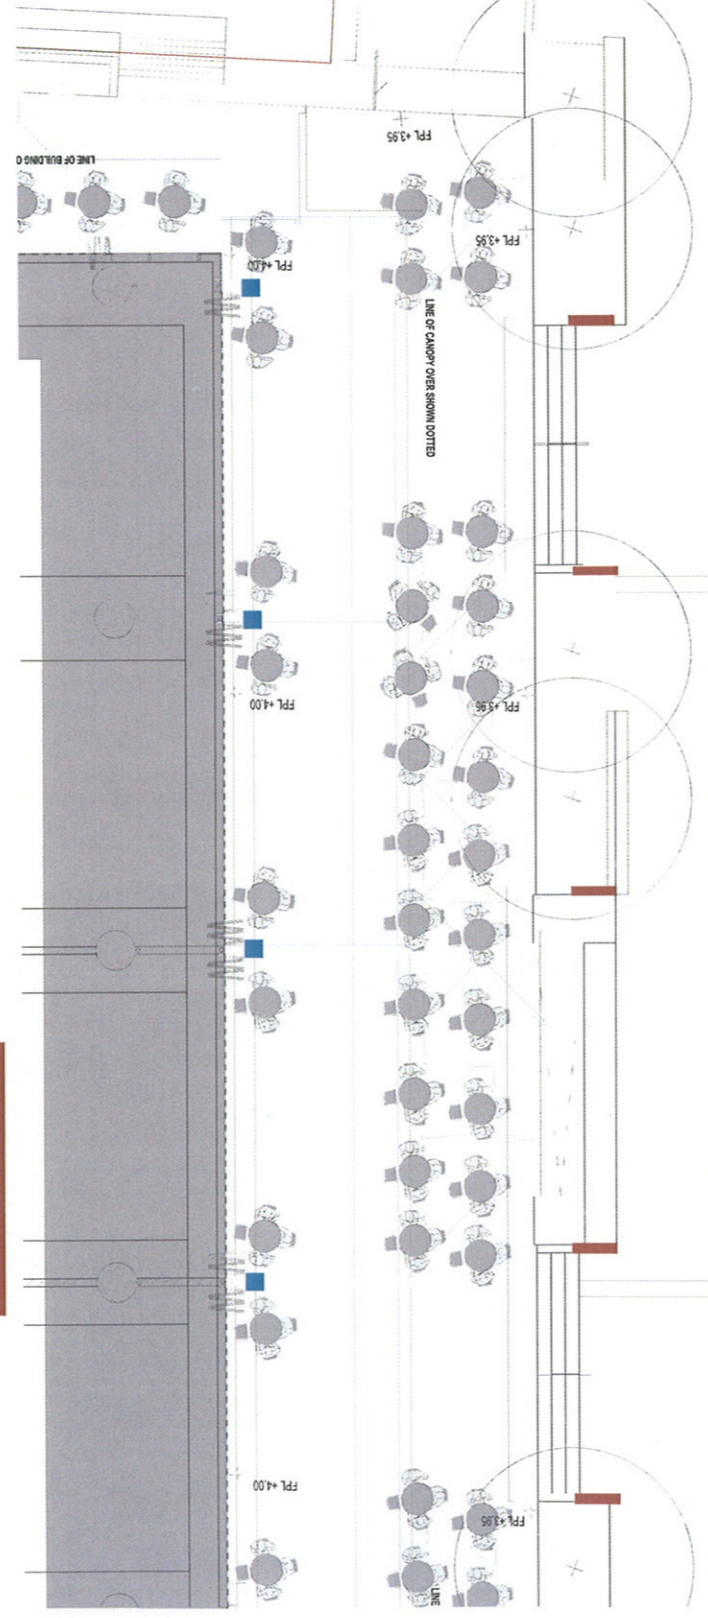 FPL +3.95
LINE OF BUILDING O
FPL +3.95
FPL +4.00
LINE OF CANOPY OVER SHOWN DOTTED
FPL +4.00
FPL +3.95
FPL +4.00
FPL +3.95
LINE